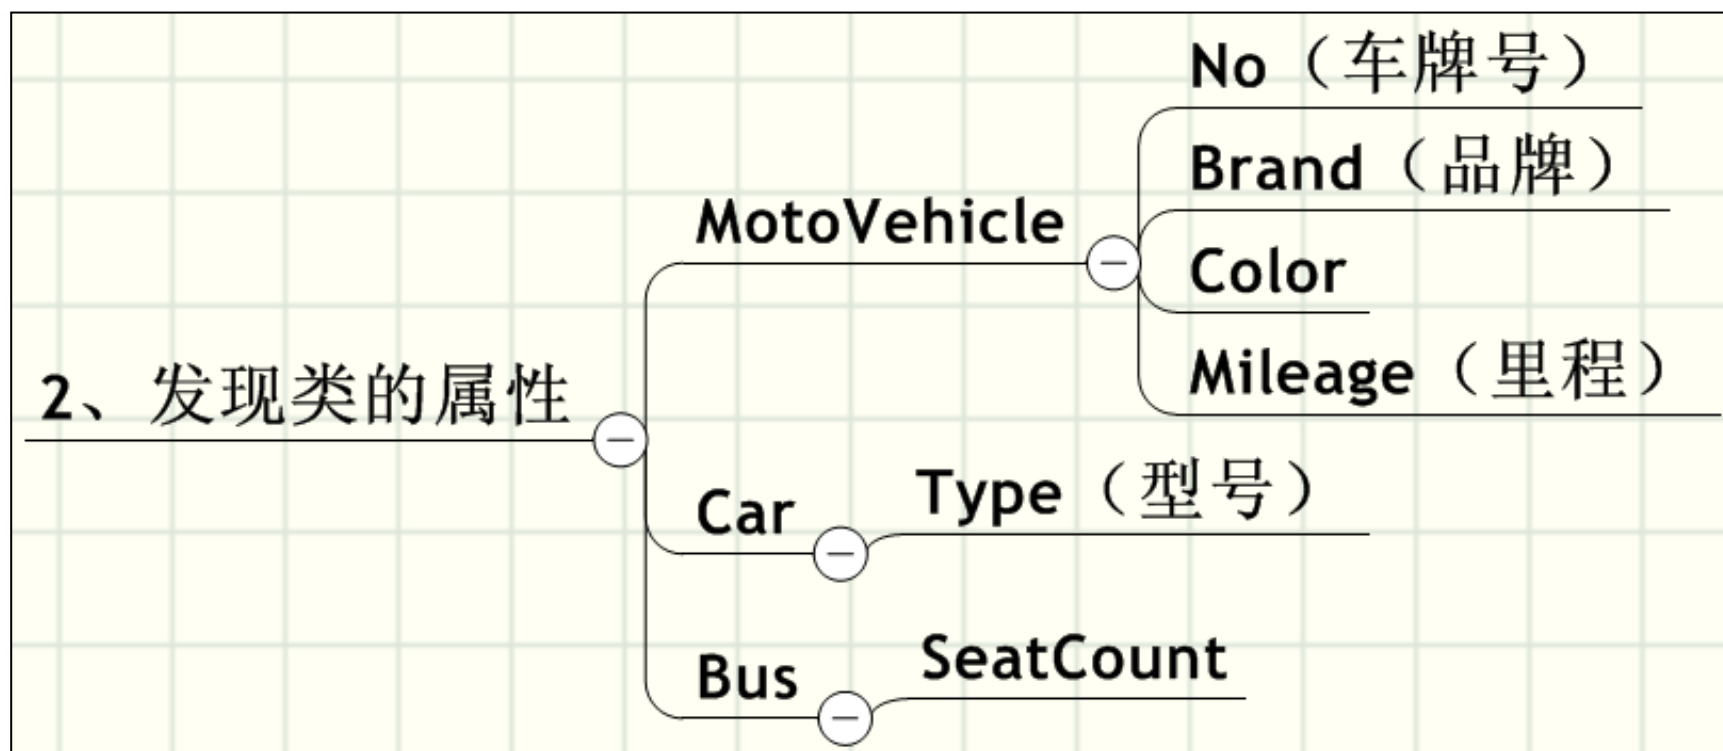 2、发现类的属性
MotoVehicle
No（车牌号）
Brand（品牌）
Color
Mileage（里程）
Car
Type（型号）
Bus
SeatCount